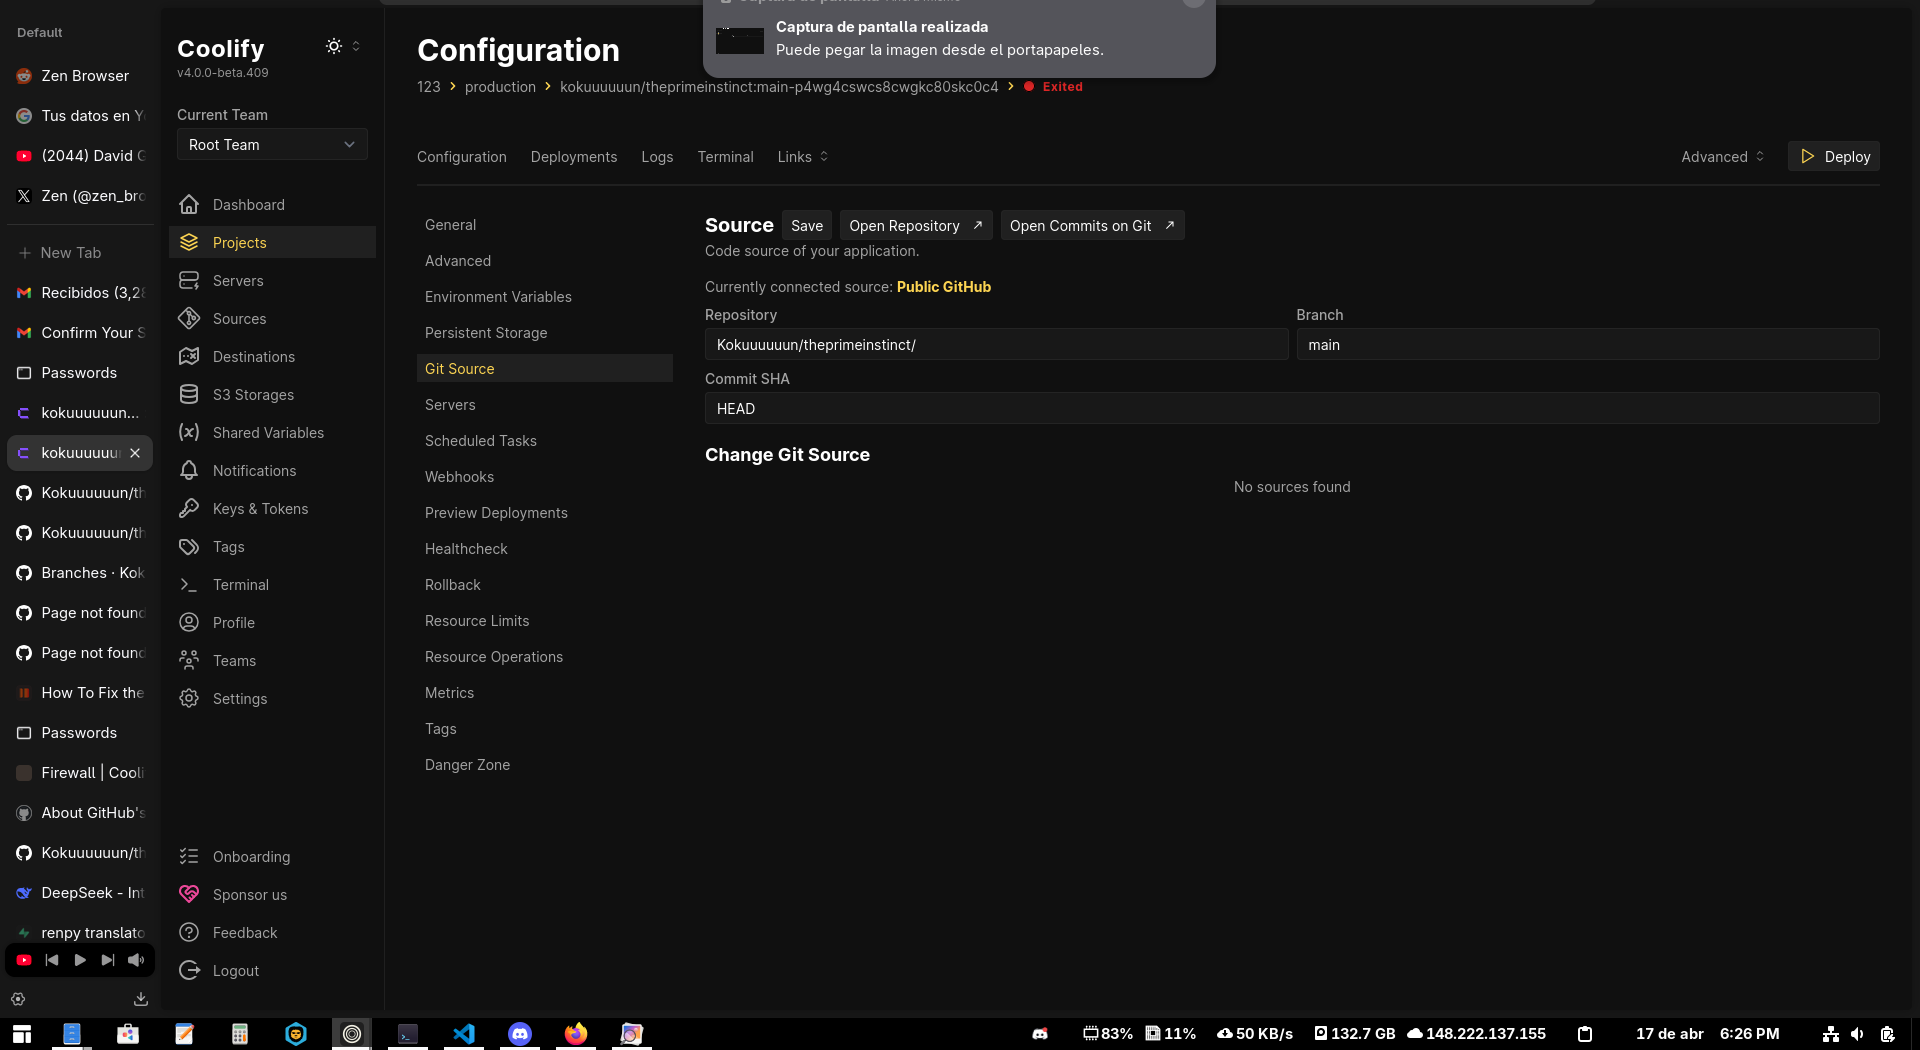 Default
Zen Browser
Tus datos en Y
(2044) David G
Zen (@zen_bro
New Tab
Recibidos (3,28
Confirm Your S
Passwords
kokuuuuuun...
kokuuuuuur
Kokuuuuuun/th
Kokuuuuuun/th
Branches · Kok
Page not found
Page not found
How To Fix the
Passwords
Firewall | Cooli
About GitHub's
Kokuuuuuun/th
DeepSeek - Int
renpy translato
Coolify
v4.0.0-beta.409
Current Team
Root Team
Dashboard
Projects
Servers
Sources
Destinations
S3 Storages
Shared Variables
Notifications
Keys & Tokens
Tags
Terminal
Profile
Teams
Settings
Onboarding
Sponsor us
Feedback
Logout
Captura de pantalla realizada
Puede pegar la imagen desde el portapapeles.
Configuration
123 > production > kokuuuuuun/theprimeinstinct:main-p4wg4cswcs8cwgkc80skc0c4 > Exited
Configuration Deployments Logs Terminal Links Advanced Deploy
General
Advanced
Environment Variables
Persistent Storage
Git Source
Servers
Scheduled Tasks
Webhooks
Preview Deployments
Healthcheck
Rollback
Resource Limits
Resource Operations
Metrics
Tags
Danger Zone
Source Save Open Repository Open Commits on Git
Code source of your application.
Currently connected source: Public GitHub
Repository Branch
Kokuuuuuun/theprimeinstinct/ main
Commit SHA
HEAD
Change Git Source
No sources found
83% 11% 50 KB/s 132.7 GB 148.222.137.155 17 de abr 6:26 PM